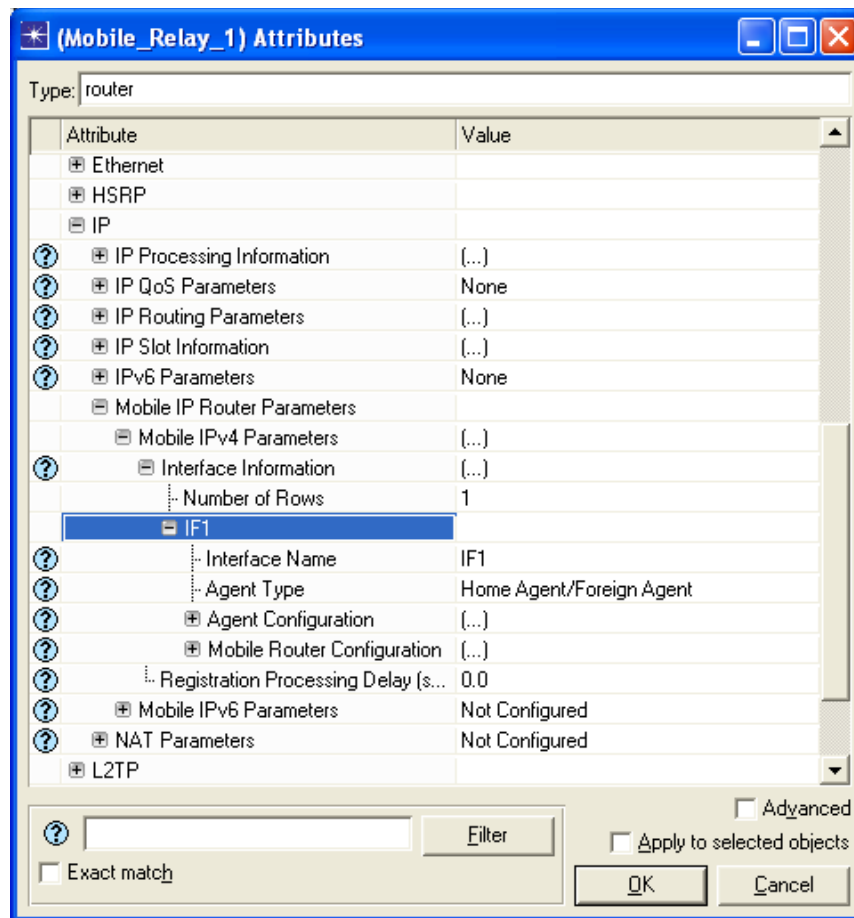 (Mobile_Relay_1) Attributes
Type: router
Attribute Value
Ethernet
HSRP
IP
IP Processing Information (...)
IP QoS Parameters None
IP Routing Parameters (...)
IP Slot Information (...)
IPv6 Parameters None
Mobile IP Router Parameters
Mobile IPv4 Parameters (...)
Interface Information (...)
Number of Rows 1
IF1
Interface Name IF1
Agent Type Home Agent/Foreign Agent
Agent Configuration (...)
Mobile Router Configuration (...)
Registration Processing Delay (s... 0.0
Mobile IPv6 Parameters Not Configured
NAT Parameters Not Configured
L2TP
Advanced
Filter
Apply to selected objects
Exact match
OK Cancel